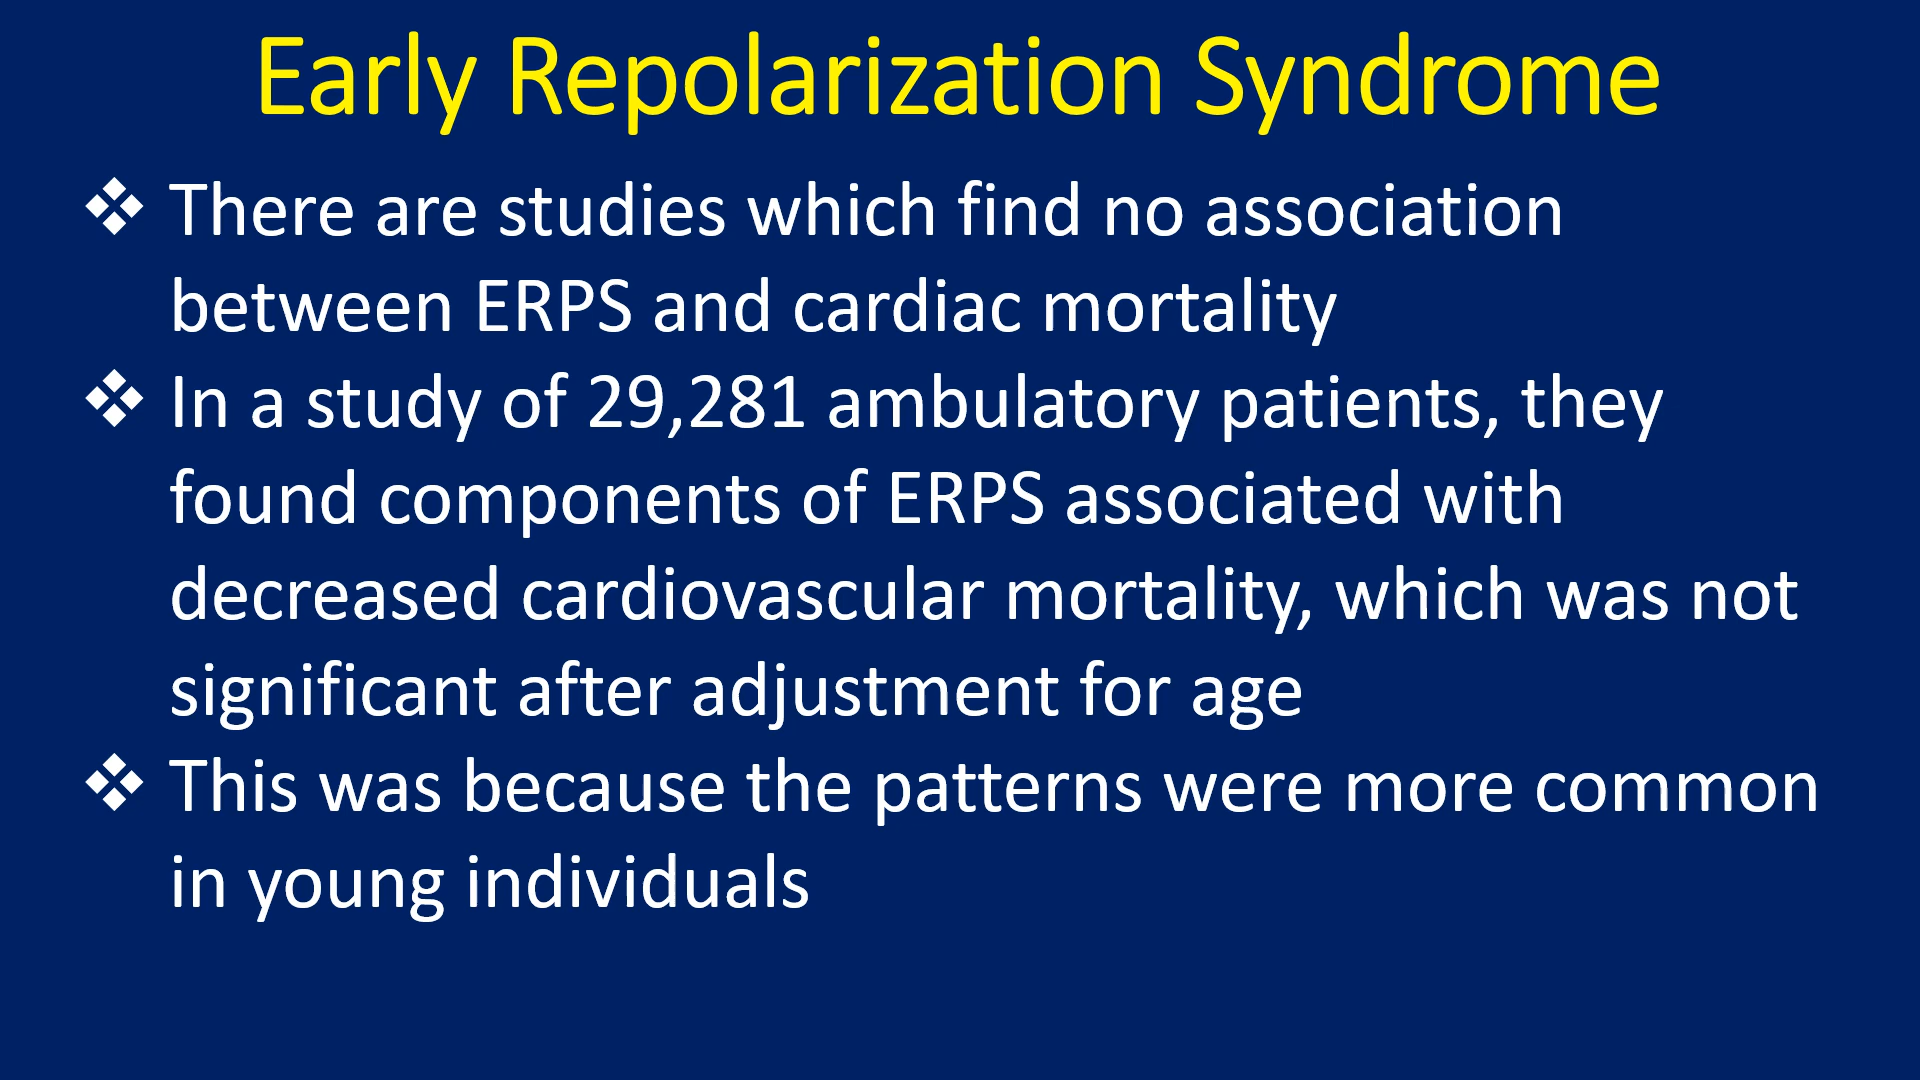 Early Repolarization Syndrome
❖ There are studies which find no association
between ERPS and cardiac mortality
❖ In a study of 29,281 ambulatory patients, they
found components of ERPS associated with
decreased cardiovascular mortality, which was not
significant after adjustment for age
❖ This was because the patterns were more common
in young individuals